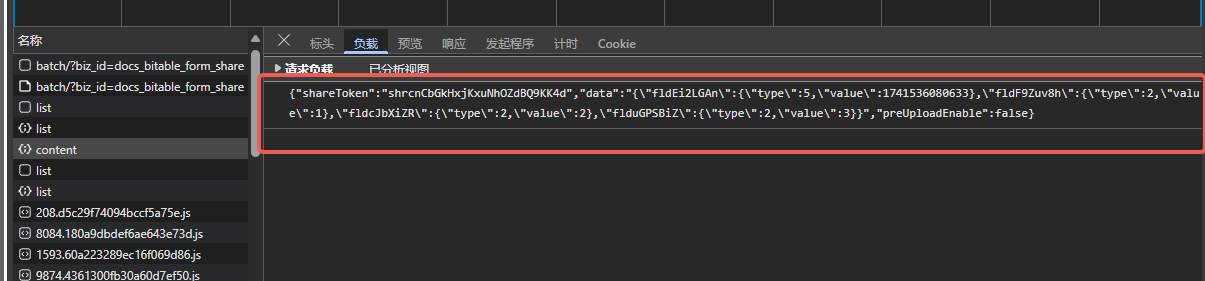 名称
标头 负载 预览 响应 发起程序 计时 Cookie
batch/?biz_id=docs_bitable_form_share
batch/?biz_id=docs_bitable_form_share
list
list
content
list
list
208.d5c29f74094bccf5a75e.js
8084.180a9dbdef6ae643e73d.js
1593.60a223289ec16f069d86.js
9874.4361300fb30a60d7ef50.js
请求负载 已分析视图
{"shareToken":"shrcnCbGkHxjKxuNhOZdBQ9KK4d","data":"{\"fldEi2LGAn\":{\"type\":5,\"value\":1741536080633},\"fldF9Zuv8h\":{\"type\":2,\"valu
e\":1},\"fldcJbXiZR\":{\"type\":2,\"value\":2},\"flduGPSBiZ\":{\"type\":2,\"value\":3}}","preUploadEnable":false}